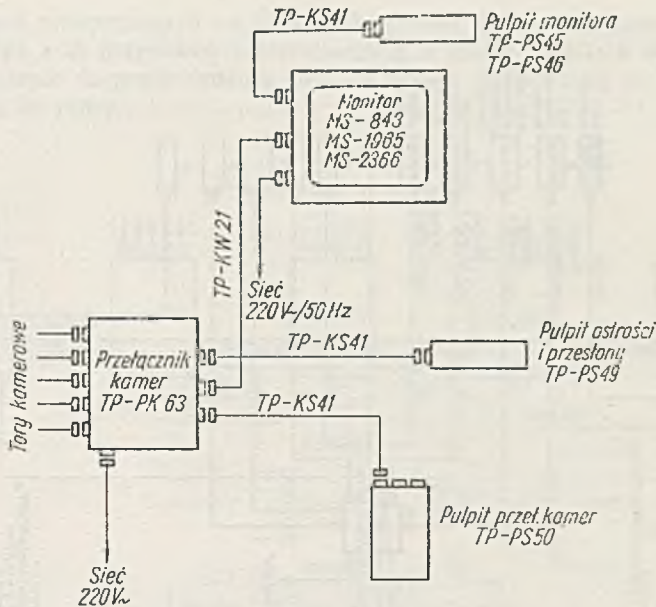 TP-KS41
Pulpit monitora
TP-PS45
TP-PS46
Monitor
MS-843
MS-1065
MS-2366
TP-KW21
Sieć
220V~/50Hz
Tory kamerowe
Przełącznik
kamer
TP-PK 63
TP-KS41
Pulpit ostrości
i przesłony
TP-PS49
TP-KS41
Pulpit przeł. kamer
TP-PS50
Sieć
220V~